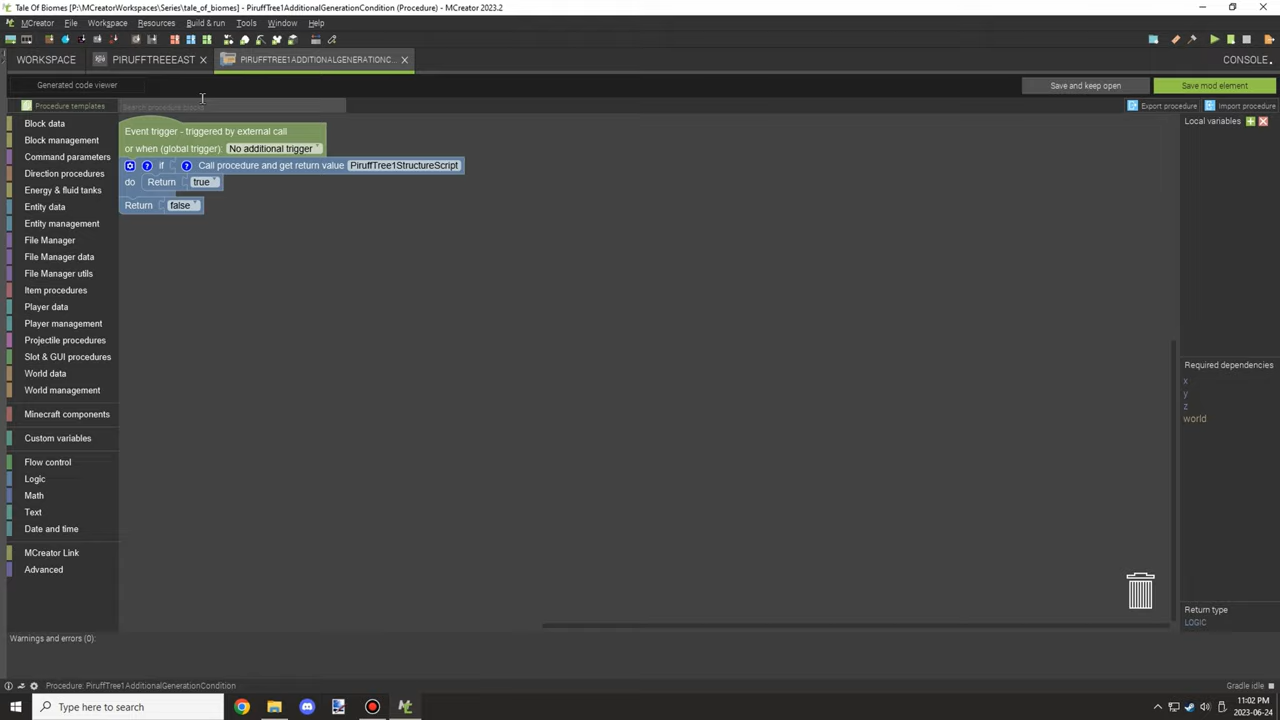 Tale Of Biomes [P:\MCreatorWorkspaces\Series\tale_of_biomes] - PiruffTree1AdditionalGenerationCondition (Procedure) - MCreator 2023.2
MCreator File Workspace Resources Build & run Tools Window Help
WORKSPACE PIRUFFTREEEAST PIRUFFTREE1ADDITIONALGENERATIONC... CONSOLE
Generated code viewer Save and keep open Save mod element
Procedure templates Search procedure blocks Export procedure Import procedure
Block data
Block management
Command parameters
Direction procedures
Energy & fluid tanks
Entity data
Entity management
File Manager
File Manager data
File Manager utils
Item procedures
Player data
Player management
Projectile procedures
Slot & GUI procedures
World data
World management
Minecraft components
Custom variables
Flow control
Logic
Math
Text
Date and time
MCreator Link
Advanced
Event trigger - triggered by external call
or when (global trigger): No additional trigger
if Call procedure and get return value PiruffTree1StructureScript
do Return true
Return false
Local variables
Required dependencies
x
y
z
world
Return type
LOGIC
Warnings and errors (0):
Procedure: PiruffTree1AdditionalGenerationCondition Gradle idle
Type here to search
11:02 PM
2023-06-24